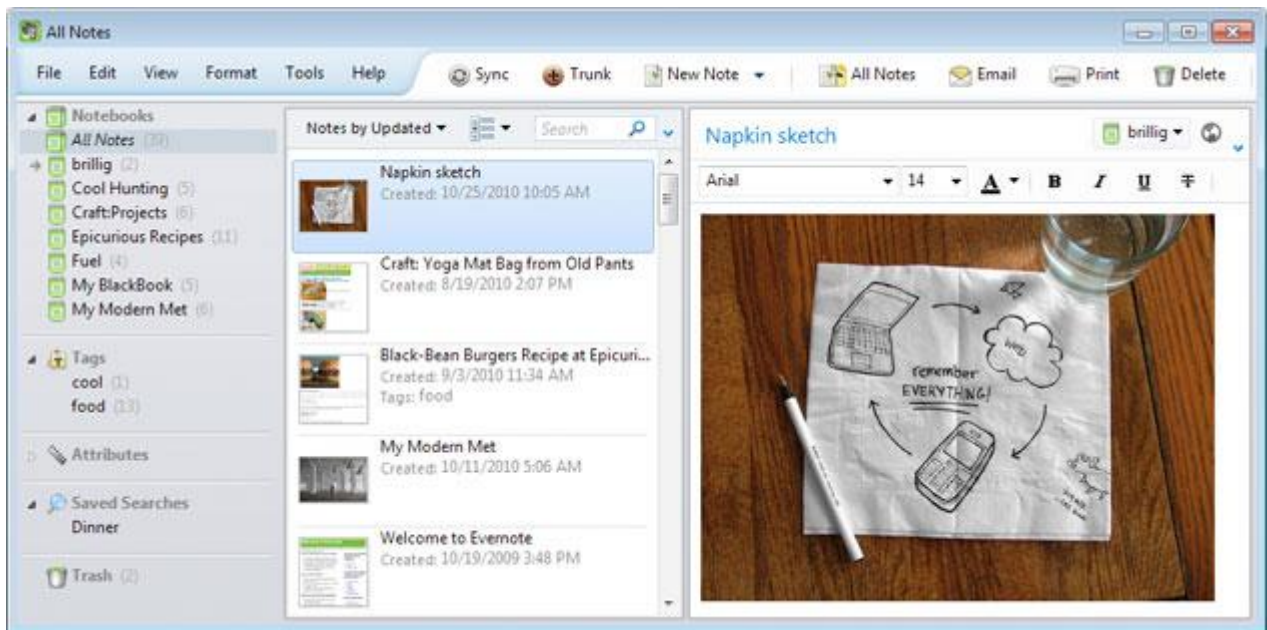 All Notes
File Edit View Format Tools Help Sync Trunk New Note All Notes Email Print Delete
Notebooks
All Notes
brillig (2)
Cool Hunting (5)
Craft:Projects (6)
Epicurious Recipes (11)
Fuel (4)
My BlackBook (5)
My Modern Met (6)
Tags
cool (1)
food (13)
Attributes
Saved Searches
Dinner
Trash (2)
Notes by Updated Search
Napkin sketch
Created: 10/25/2010 10:05 AM
Craft: Yoga Mat Bag from Old Pants
Created: 8/19/2010 2:07 PM
Black-Bean Burgers Recipe at Epicuri...
Created: 9/3/2010 11:34 AM
Tags: food
My Modern Met
Created: 10/11/2010 5:06 AM
Welcome to Evernote
Created: 10/19/2009 3:48 PM
Napkin sketch brillig
Arial 14 A B I U T
remember
EVERYTHING!